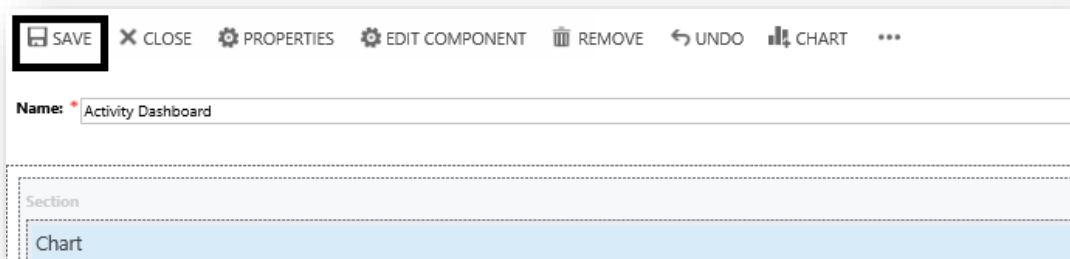 SAVE CLOSE PROPERTIES EDIT COMPONENT REMOVE UNDO CHART •••
Name: * Activity Dashboard
Section
Chart